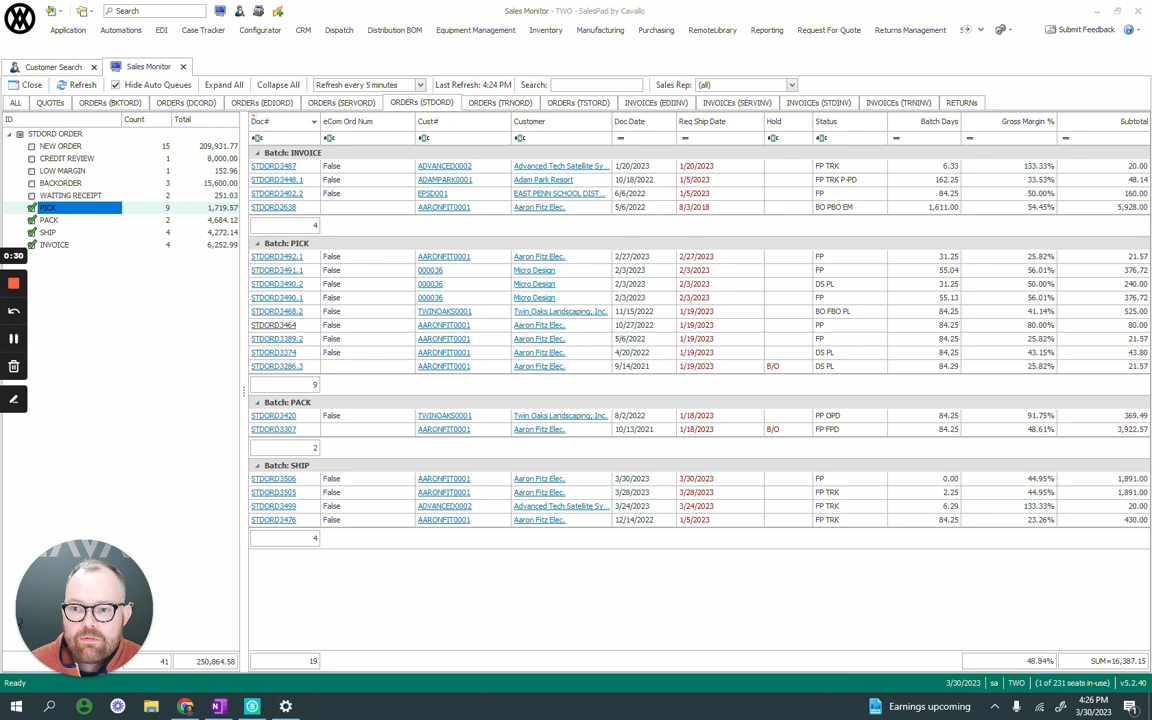 Search
Sales Monitor - TWO - SalesPad by Cavallo
Application Automations EDI Case Tracker Configurator CRM Dispatch Distribution BOM Equipment Management Inventory Manufacturing Purchasing RemoteLibrary Reporting Request For Quote Returns Management Submit Feedback
Customer Search Sales Monitor
Close Refresh Hide Auto Queues Expand All Collapse All Refresh every 5 minutes Last Refresh: 4:24 PM Search: Sales Rep: (all)
ALL QUOTES ORDERS (BKTORD) ORDERS (DCORD) ORDERS (EDIORD) ORDERS (SERVORD) ORDERS (STDORD) ORDERS (TRNORD) ORDERS (TSTORD) INVOICES (EDIINV) INVOICES (SERVINV) INVOICES (STDINV) INVOICES (TRNINV) RETURNs
ID Count Total
STDORD ORDER
NEW ORDER 15 209,931.77
CREDIT REVIEW 1 8,000.00
LOW MARGIN 1 152.96
BACKORDER 3 15,600.00
WAITING RECEIPT 2 251.03
PICK 9 1,719.57
PACK 2 4,684.12
SHIP 4 4,272.14
INVOICE 4 6,252.99
0:30
41 250,864.58
Doc# eCom Ord Num Cust# Customer Doc Date Req Ship Date Hold Status Batch Days Gross Margin % Subtotal
Batch: INVOICE
STDORD3487 False ADVANCED0002 Advanced Tech Satellite Sy... 1/20/2023 1/20/2023 FP TRK 6.33 133.33% 20.00
STDORD3448.1 False ADAMPARK0001 Adam Park Resort 10/18/2022 1/5/2023 FP TRK P-PD 162.25 33.53% 48.14
STDORD3402.2 False EPSD001 EAST PENN SCHOOL DIST... 6/6/2022 1/5/2023 FP 84.25 50.00% 160.00
STDORD2638 AARONFIT0001 Aaron Fitz Elec. 5/6/2022 8/3/2018 BO PBO EM 1,611.00 54.45% 5,928.00
4
Batch: PICK
STDORD3492.1 False AARONFIT0001 Aaron Fitz Elec. 2/27/2023 2/27/2023 FP 31.25 25.82% 21.57
STDORD3491.1 False 000036 Micro Design 2/3/2023 2/3/2023 FP 55.04 56.01% 376.72
STDORD3490.2 False 000036 Micro Design 2/3/2023 2/3/2023 DS PL 31.25 50.00% 240.00
STDORD3490.1 False 000036 Micro Design 2/3/2023 2/3/2023 FP 55.13 56.01% 376.72
STDORD3468.2 False TWINOAKS0001 Twin Oaks Landscaping, Inc. 11/15/2022 1/19/2023 BO FBO PL 84.25 41.14% 525.00
STDORD3464 False AARONFIT0001 Aaron Fitz Elec. 10/27/2022 1/19/2023 PP 84.25 80.00% 80.00
STDORD3389.2 False AARONFIT0001 Aaron Fitz Elec. 5/6/2022 1/19/2023 FP 84.25 25.82% 21.57
STDORD3374 False AARONFIT0001 Aaron Fitz Elec. 4/20/2022 1/19/2023 DS PL 84.25 43.15% 43.80
STDORD3286.3 AARONFIT0001 Aaron Fitz Elec. 9/14/2021 1/19/2023 B/O DS PL 84.29 25.82% 21.57
9
Batch: PACK
STDORD3420 False TWINOAKS0001 Twin Oaks Landscaping, Inc. 8/2/2022 1/18/2023 PP OPD 84.25 91.75% 369.49
STDORD3307 AARONFIT0001 Aaron Fitz Elec. 10/13/2021 1/18/2023 B/O FP FPD 84.25 48.61% 3,922.57
2
Batch: SHIP
STDORD3506 False AARONFIT0001 Aaron Fitz Elec. 3/30/2023 3/30/2023 FP 0.00 44.95% 1,891.00
STDORD3505 False AARONFIT0001 Aaron Fitz Elec. 3/28/2023 3/28/2023 FP TRK 2.25 44.95% 1,891.00
STDORD3499 False ADVANCED0002 Advanced Tech Satellite Sy... 3/24/2023 3/24/2023 FP TRK 6.29 133.33% 20.00
STDORD3476 False AARONFIT0001 Aaron Fitz Elec. 12/14/2022 1/5/2023 FP TRK 84.25 23.26% 430.00
4
19 48.84% SUM=16,387.15
Ready 3/30/2023 sa TWO (1 of 231 seats in-use) v5.2.40
Earnings upcoming 4:26 PM
3/30/2023